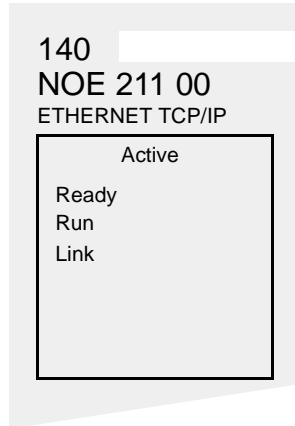 140
NOE 211 00
ETHERNET TCP/IP
Active
Ready
Run
Link